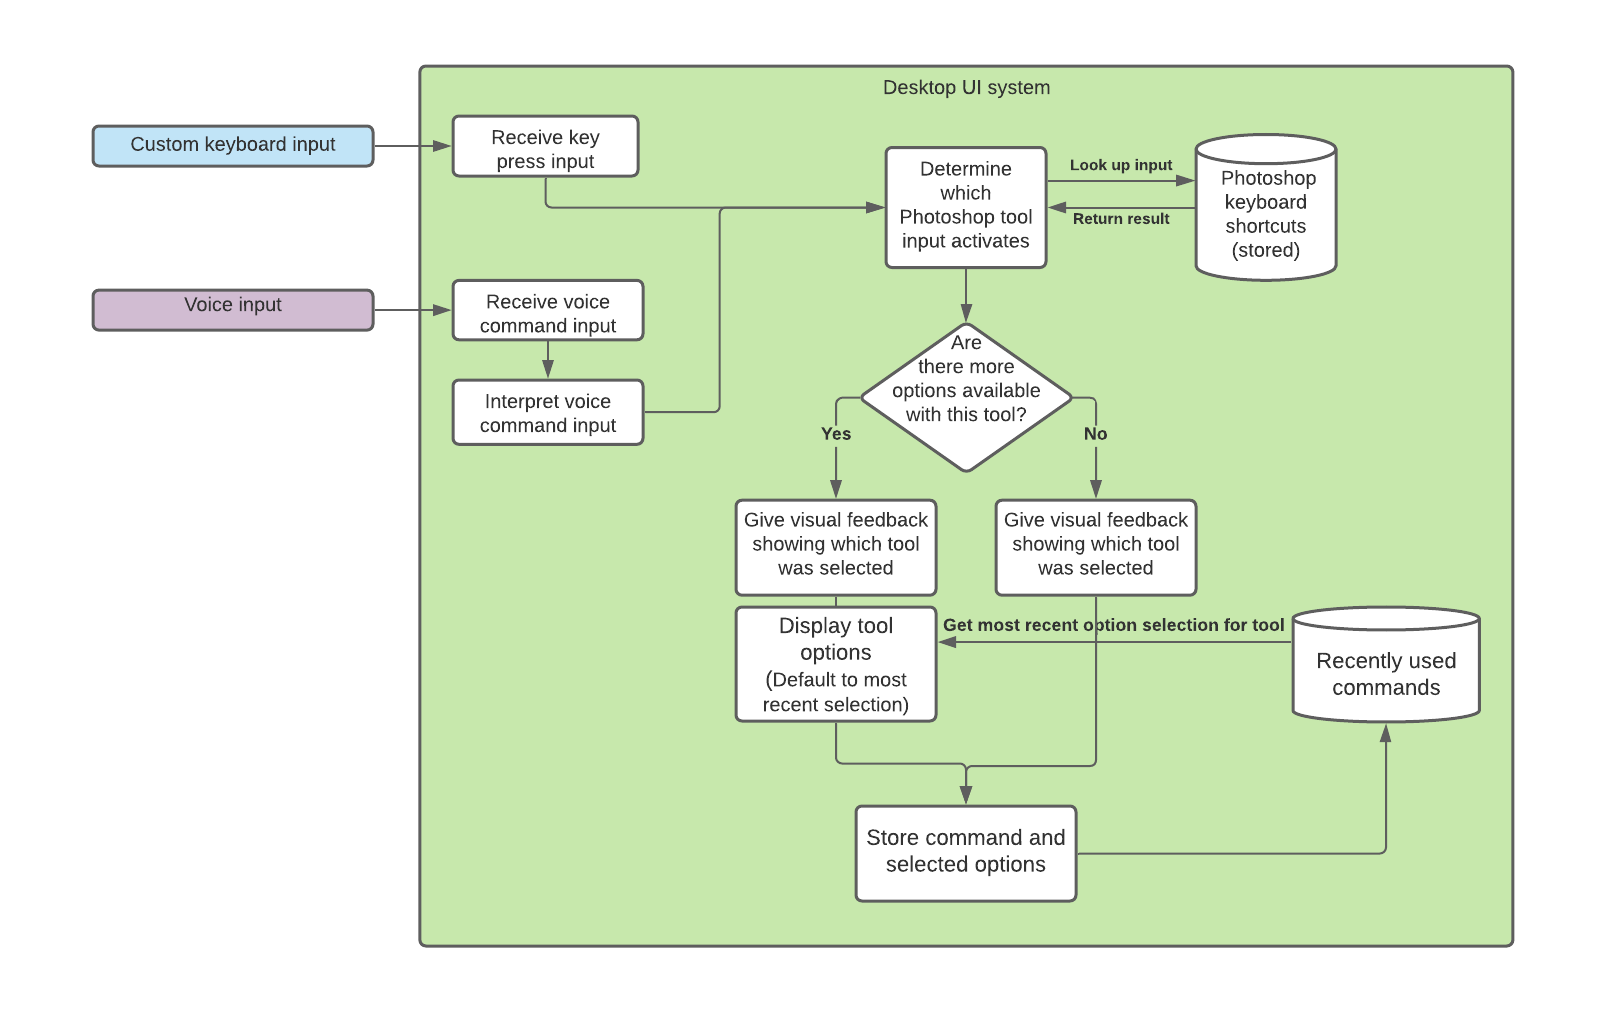 Desktop UI system
Custom keyboard input
Receive key
press input
Determine
which
Photoshop tool
input activates
Look up input
Return result
Photoshop
keyboard
shortcuts
(stored)
Voice input
Receive voice
command input
Interpret voice
command input
Are
there more
options available
with this tool?
Yes
No
Give visual feedback
showing which tool
was selected
Give visual feedback
showing which tool
was selected
Display tool
options
(Default to most
recent selection)
Get most recent option selection for tool
Recently used
commands
Store command and
selected options